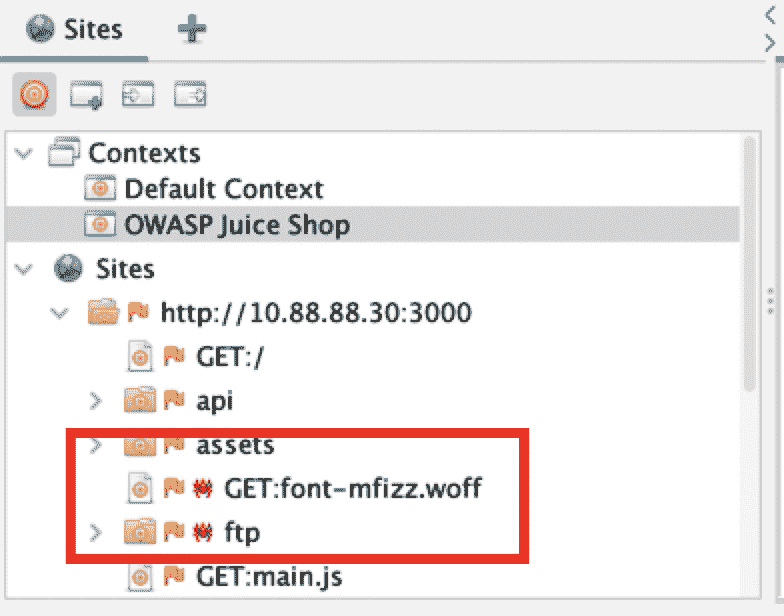 Sites
Contexts
Default Context
OWASP Juice Shop
Sites
http://10.88.88.30:3000
GET:/
api
assets
GET:font-mfizz.woff
ftp
GET:main.js